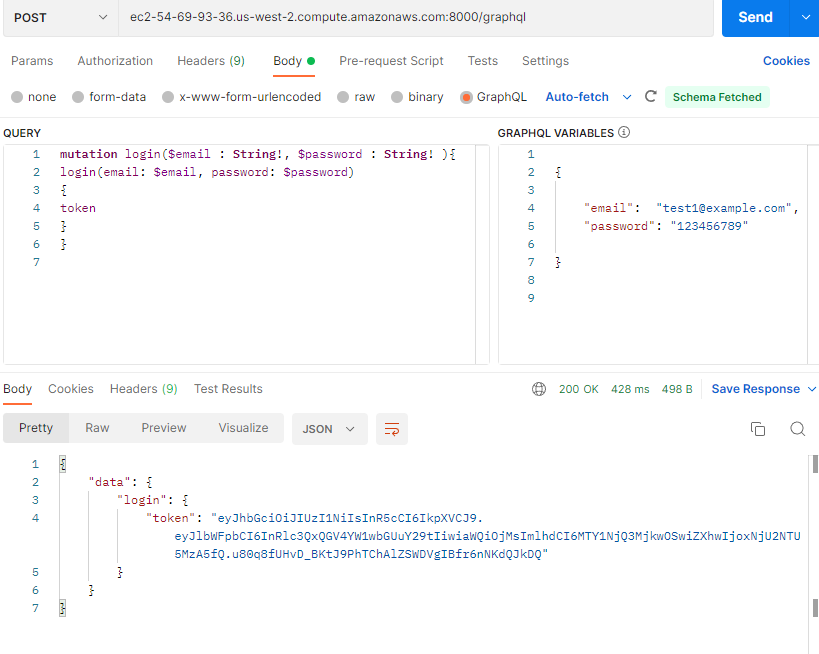 POST ec2-54-69-93-36.us-west-2.compute.amazonaws.com:8000/graphql Send
Params Authorization Headers (9) Body Pre-request Script Tests Settings Cookies
none form-data x-www-form-urlencoded raw binary GraphQL Auto-fetch Schema Fetched
QUERY
1 mutation login($email : String!, $password : String! ){
2 login(email: $email, password: $password)
3 {
4 token
5 }
6 }
7
GRAPHQL VARIABLES
1
2 {
3
4 "email": "test1@example.com",
5 "password": "123456789"
6
7 }
8
9
Body Cookies Headers (9) Test Results 200 OK 428 ms 498 B Save Response
Pretty Raw Preview Visualize JSON
1 {
2 "data": {
3 "login": {
4 "token": "eyJhbGciOiJIUzI1NiIsInR5cCI6IkpXVCJ9.
eyJlbWFpbCI6InRlc3QxQGV4YW1wbGUuY29tIiwiaWQiOjMsImlhdCI6MTY1NjQ3MjkwOSwiZXhwIjoxNjU2NTU
5MzA5fQ.u80q8fUHvD_BKtJ9PhTChAlZSWDVgIBfr6nNKdQJkDQ"
5 }
6 }
7 }